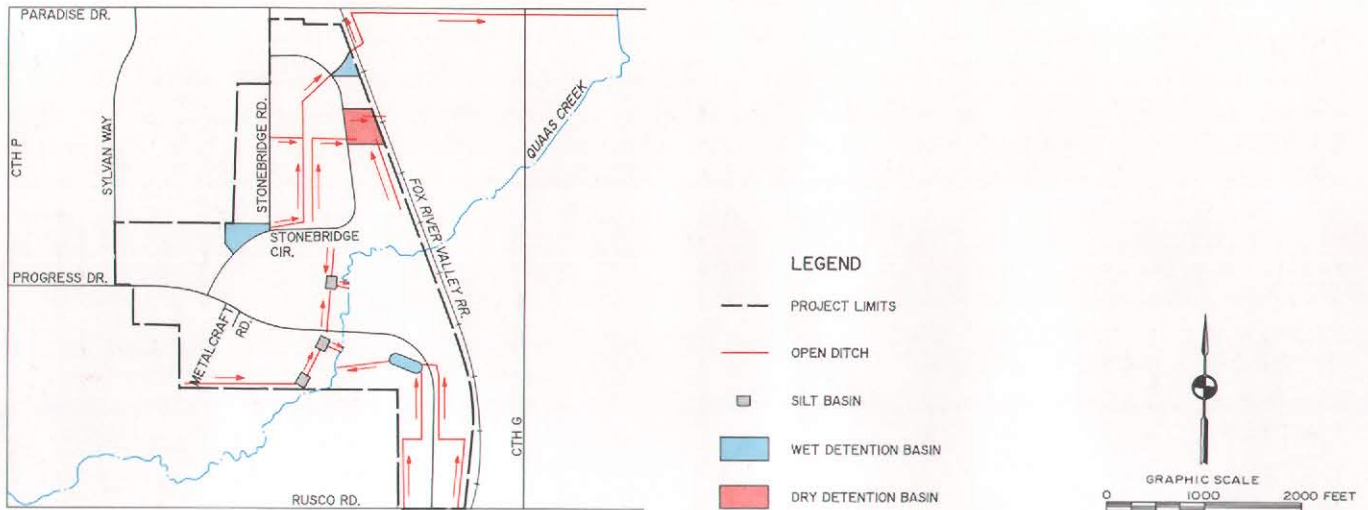 PARADISE DR.
CTH P
SYLVAN WAY
STONEBRIDGE RD.
QUAAS CREEK
FOX RIVER VALLEY RR.
STONEBRIDGE
CIR.
PROGRESS DR.
METALCRAFT
RD.
CTH G
RUSCO RD.
LEGEND
PROJECT LIMITS
OPEN DITCH
SILT BASIN
WET DETENTION BASIN
DRY DETENTION BASIN
GRAPHIC SCALE
0 1000 2000 FEET